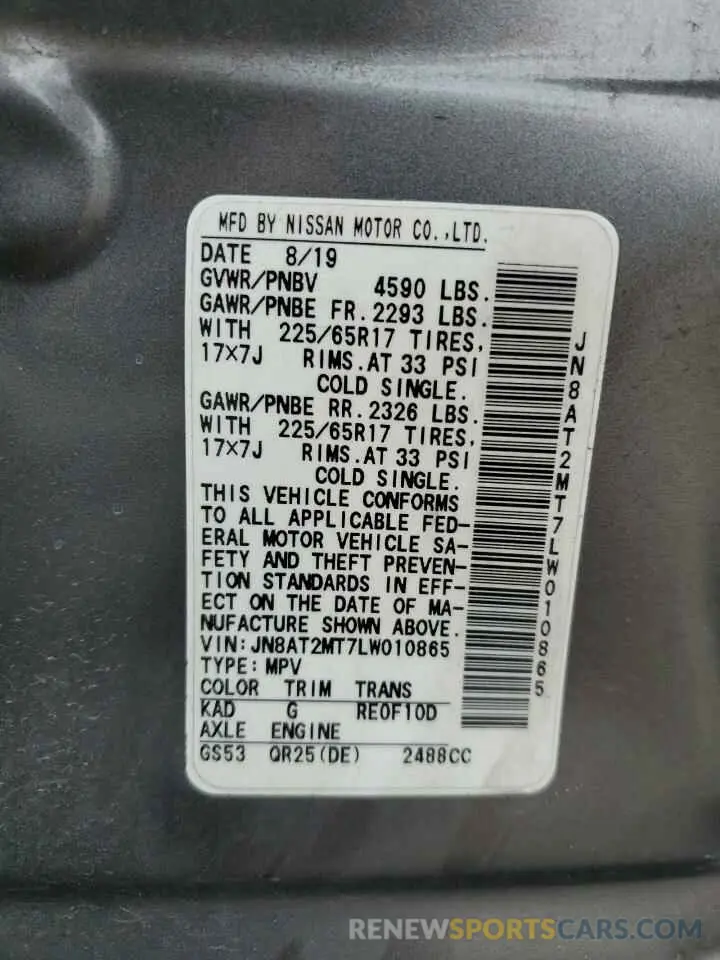 MFD BY NISSAN MOTOR CO.,LTD.
DATE 8/19
GVWR/PNBV 4590 LBS.
GAWR/PNBE FR.2293 LBS.
WITH 225/65R17 TIRES,
17×7J RIMS.AT 33 PSI
COLD SINGLE.
GAWR/PNBE RR.2326 LBS.
WITH 225/65R17 TIRES,
17×7J RIMS.AT 33 PSI
COLD SINGLE.
THIS VEHICLE CONFORMS
TO ALL APPLICABLE FED-
ERAL MOTOR VEHICLE SA-
FETY AND THEFT PREVEN-
TION STANDARDS IN EFF-
ECT ON THE DATE OF MA-
NUFACTURE SHOWN ABOVE.
VIN:JN8AT2MT7LW010865
TYPE:MPV
COLOR TRIM TRANS
KAD G RE0F10D
AXLE ENGINE
GS53 QR25(DE) 2488CC
JN8AT2MT7LW010865
RENEWSPORTSCARS.COM